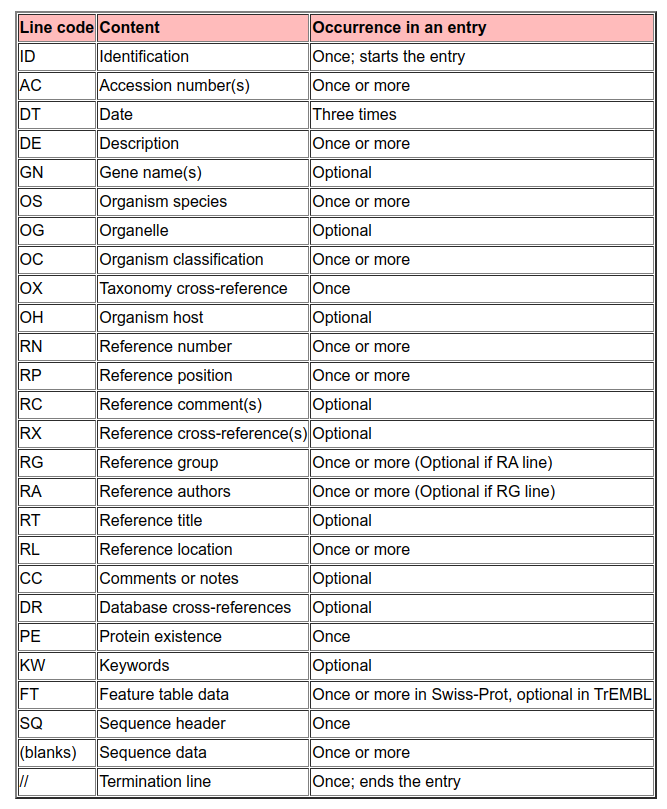 Line code Content Occurrence in an entry
ID Identification Once; starts the entry
AC Accession number(s) Once or more
DT Date Three times
DE Description Once or more
GN Gene name(s) Optional
OS Organism species Once or more
OG Organelle Optional
OC Organism classification Once or more
OX Taxonomy cross-reference Once
OH Organism host Optional
RN Reference number Once or more
RP Reference position Once or more
RC Reference comment(s) Optional
RX Reference cross-reference(s) Optional
RG Reference group Once or more (Optional if RA line)
RA Reference authors Once or more (Optional if RG line)
RT Reference title Optional
RL Reference location Once or more
CC Comments or notes Optional
DR Database cross-references Optional
PE Protein existence Once
KW Keywords Optional
FT Feature table data Once or more in Swiss-Prot, optional in TrEMBL
SQ Sequence header Once
(blanks) Sequence data Once or more
// Termination line Once; ends the entry